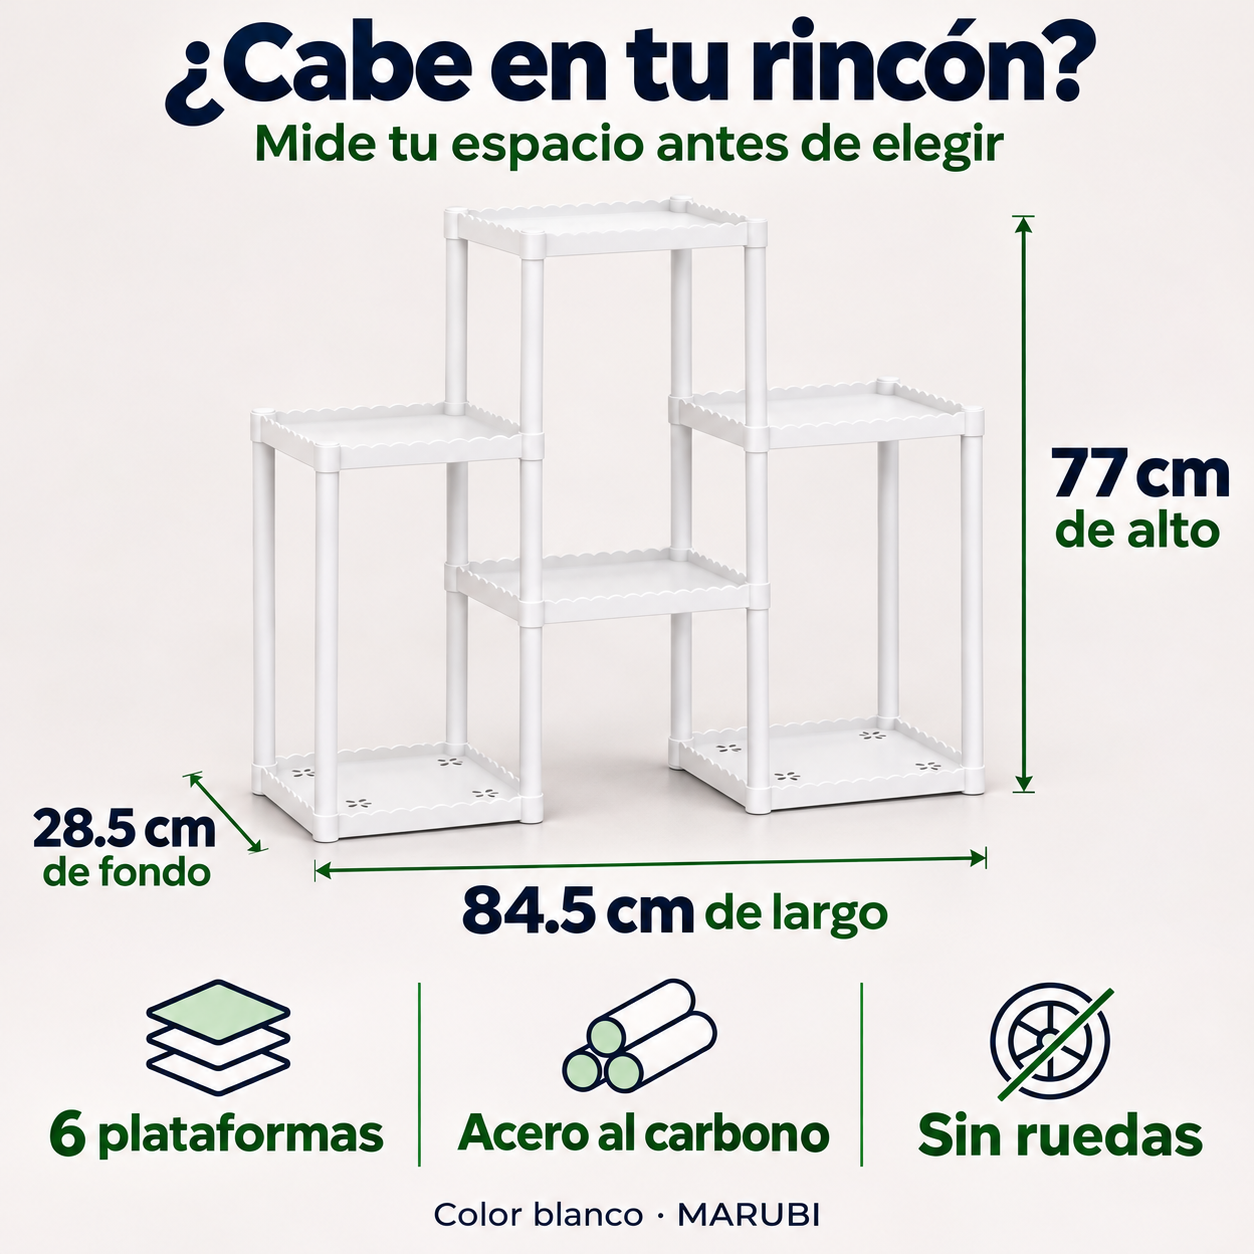 ¿Cabe en tu rincón?
Mide tu espacio antes de elegir
77 cm
de alto
28.5 cm
de fondo
84.5 cm de largo
6 plataformas
Acero al carbono
Sin ruedas
Color blanco · MARUBI